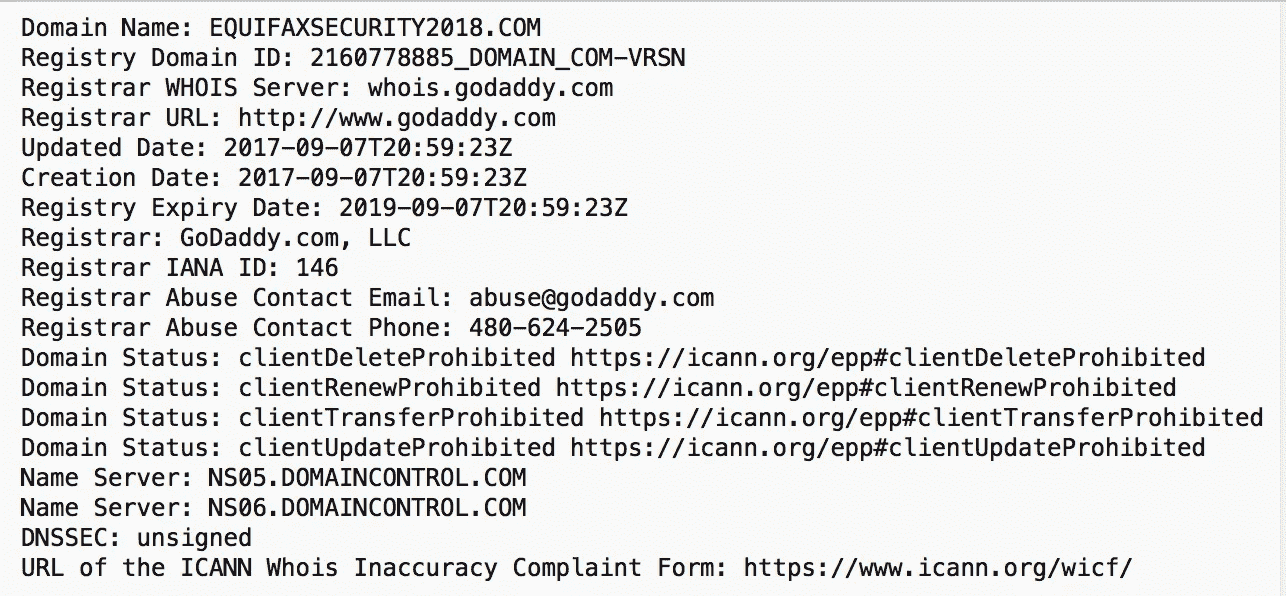 Domain Name: EQUIFAXSECURITY2018.COM
Registry Domain ID: 2160778885_DOMAIN_COM-VRSN
Registrar WHOIS Server: whois.godaddy.com
Registrar URL: http://www.godaddy.com
Updated Date: 2017-09-07T20:59:23Z
Creation Date: 2017-09-07T20:59:23Z
Registry Expiry Date: 2019-09-07T20:59:23Z
Registrar: GoDaddy.com, LLC
Registrar IANA ID: 146
Registrar Abuse Contact Email: abuse@godaddy.com
Registrar Abuse Contact Phone: 480-624-2505
Domain Status: clientDeleteProhibited https://icann.org/epp#clientDeleteProhibited
Domain Status: clientRenewProhibited https://icann.org/epp#clientRenewProhibited
Domain Status: clientTransferProhibited https://icann.org/epp#clientTransferProhibited
Domain Status: clientUpdateProhibited https://icann.org/epp#clientUpdateProhibited
Name Server: NS05.DOMAINCONTROL.COM
Name Server: NS06.DOMAINCONTROL.COM
DNSSEC: unsigned
URL of the ICANN Whois Inaccuracy Complaint Form: https://www.icann.org/wicf/